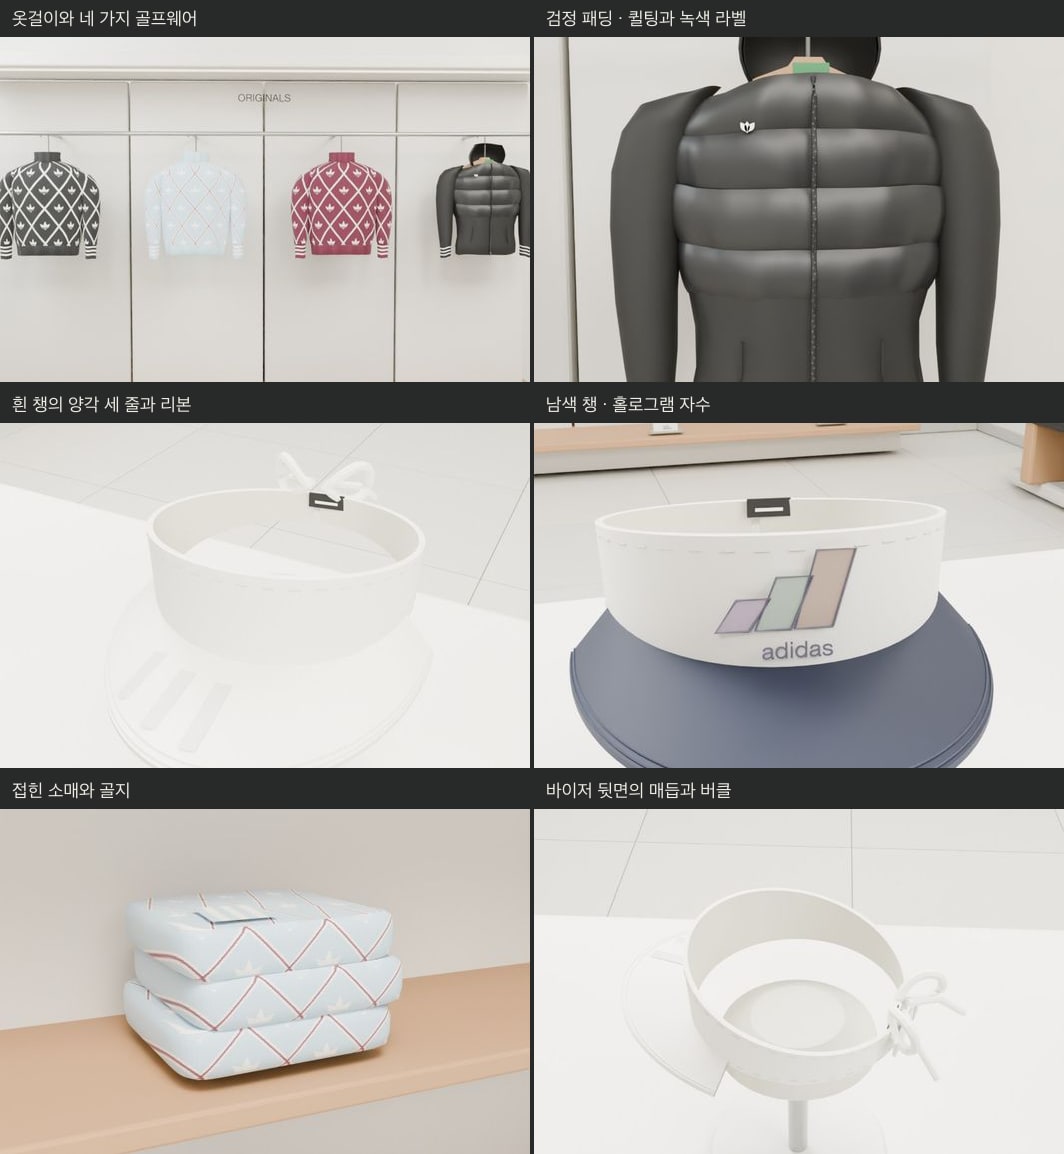 옷걸이와 네 가지 골프웨어
검정 패딩 · 퀼팅과 녹색 라벨
ORIGINALS
흰 챙의 양각 세 줄과 리본
남색 챙 · 홀로그램 자수
adidas
접힌 소매와 골지
바이저 뒷면의 매듭과 버클